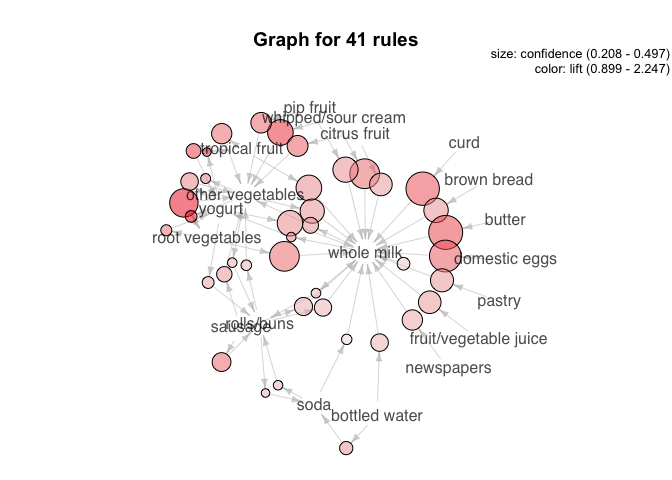 Graph for 41 rules
size: confidence (0.208 - 0.497)
color: lift (0.899 - 2.247)
pip fruit
whipped/sour cream
citrus fruit
curd
tropical fruit
brown bread
other vegetables
yogurt
butter
root vegetables
whole milk
domestic eggs
pastry
rolls/buns
sausage
fruit/vegetable juice
newspapers
soda
bottled water